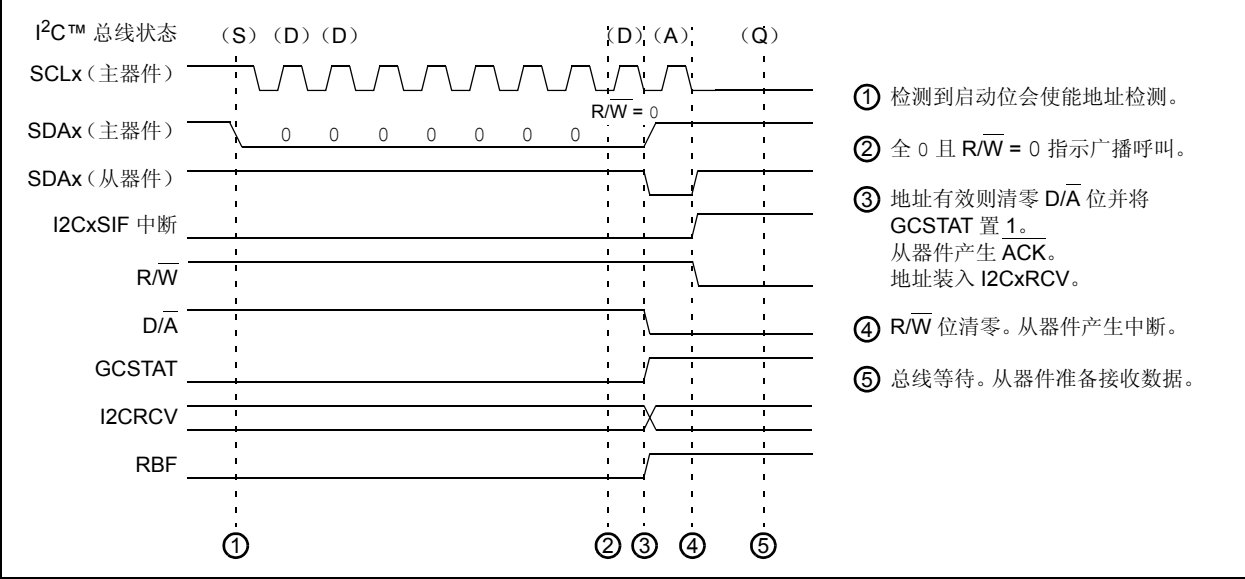 I²C™ 总线状态 （S）（D）（D） （D）（A） （Q）
SCLx（主器件）
R/W̅ = 0
SDAx（主器件） 0 0 0 0 0 0 0
SDAx（从器件）
I2CxSIF 中断
R/W̅
D/A̅
GCSTAT
I2CRCV
RBF
① ② ③ ④ ⑤
① 检测到启动位会使能地址检测。
② 全 0 且 R/W̅ = 0 指示广播呼叫。
③ 地址有效则清零 D/A̅ 位并将
GCSTAT 置 1。
从器件产生 A̅C̅K̅。
地址装入 I2CxRCV。
④ R/W̅ 位清零。从器件产生中断。
⑤ 总线等待。从器件准备接收数据。